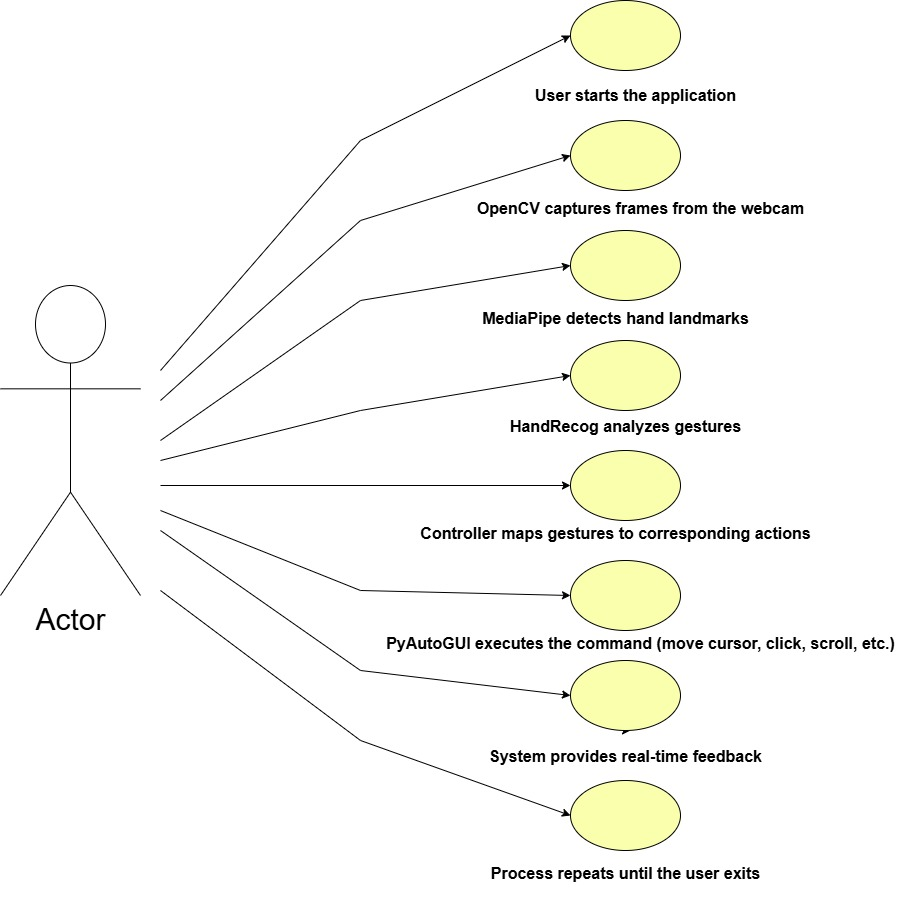 User starts the application
OpenCV captures frames from the webcam
MediaPipe detects hand landmarks
HandRecog analyzes gestures
Controller maps gestures to corresponding actions
Actor
PyAutoGUI executes the command (move cursor, click, scroll, etc.)
System provides real-time feedback
Process repeats until the user exits